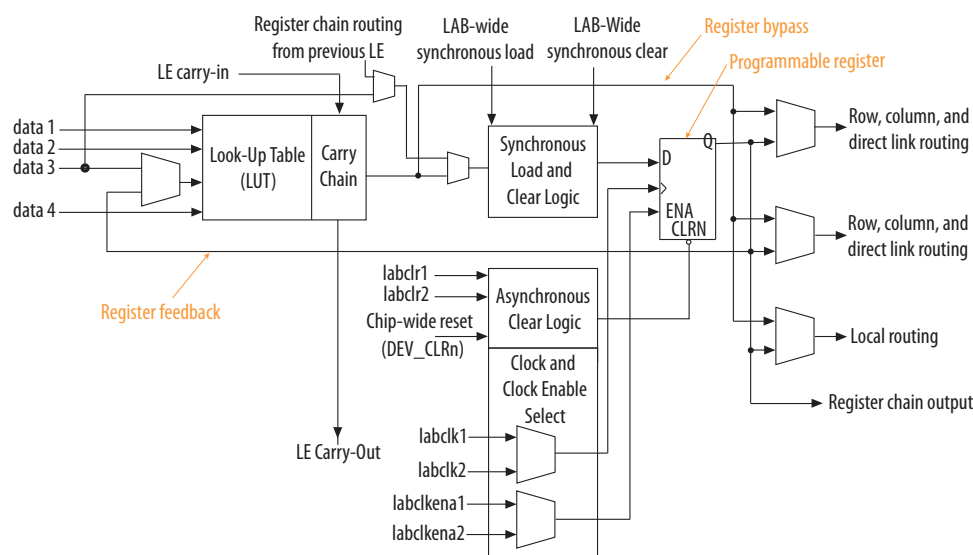 Register chain routing
from previous LE
LAB-wide
synchronous load
LAB-Wide
synchronous clear
Register bypass
Programmable register
LE carry-in
data 1
data 2
data 3
data 4
Look-Up Table
(LUT)
Carry
Chain
Synchronous
Load and
Clear Logic
D
Q
ENA
CLRN
Row, column, and
direct link routing
Row, column, and
direct link routing
Local routing
Register chain output
Register feedback
labclr1
labclr2
Chip-wide reset
(DEV_CLRn)
Asynchronous
Clear Logic
Clock and
Clock Enable
Select
labclk1
labclk2
labclkena1
labclkena2
LE Carry-Out